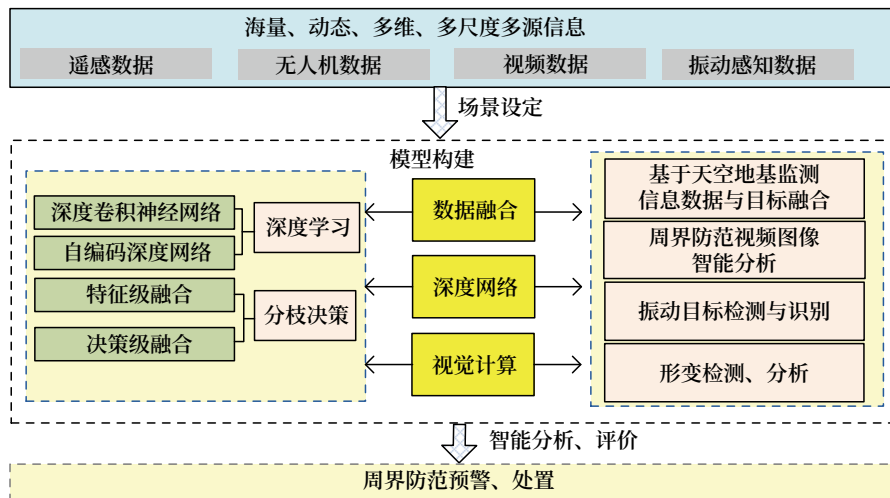 海量、动态、多维、多尺度多源信息
遥感数据
无人机数据
视频数据
振动感知数据
场景设定
模型构建
深度卷积神经网络
自编码深度网络
特征级融合
决策级融合
深度学习
分枝决策
数据融合
深度网络
视觉计算
基于天空地基监测
信息数据与目标融合
周界防范视频图像
智能分析
振动目标检测与识别
形变检测、分析
智能分析、评价
周界防范预警、处置